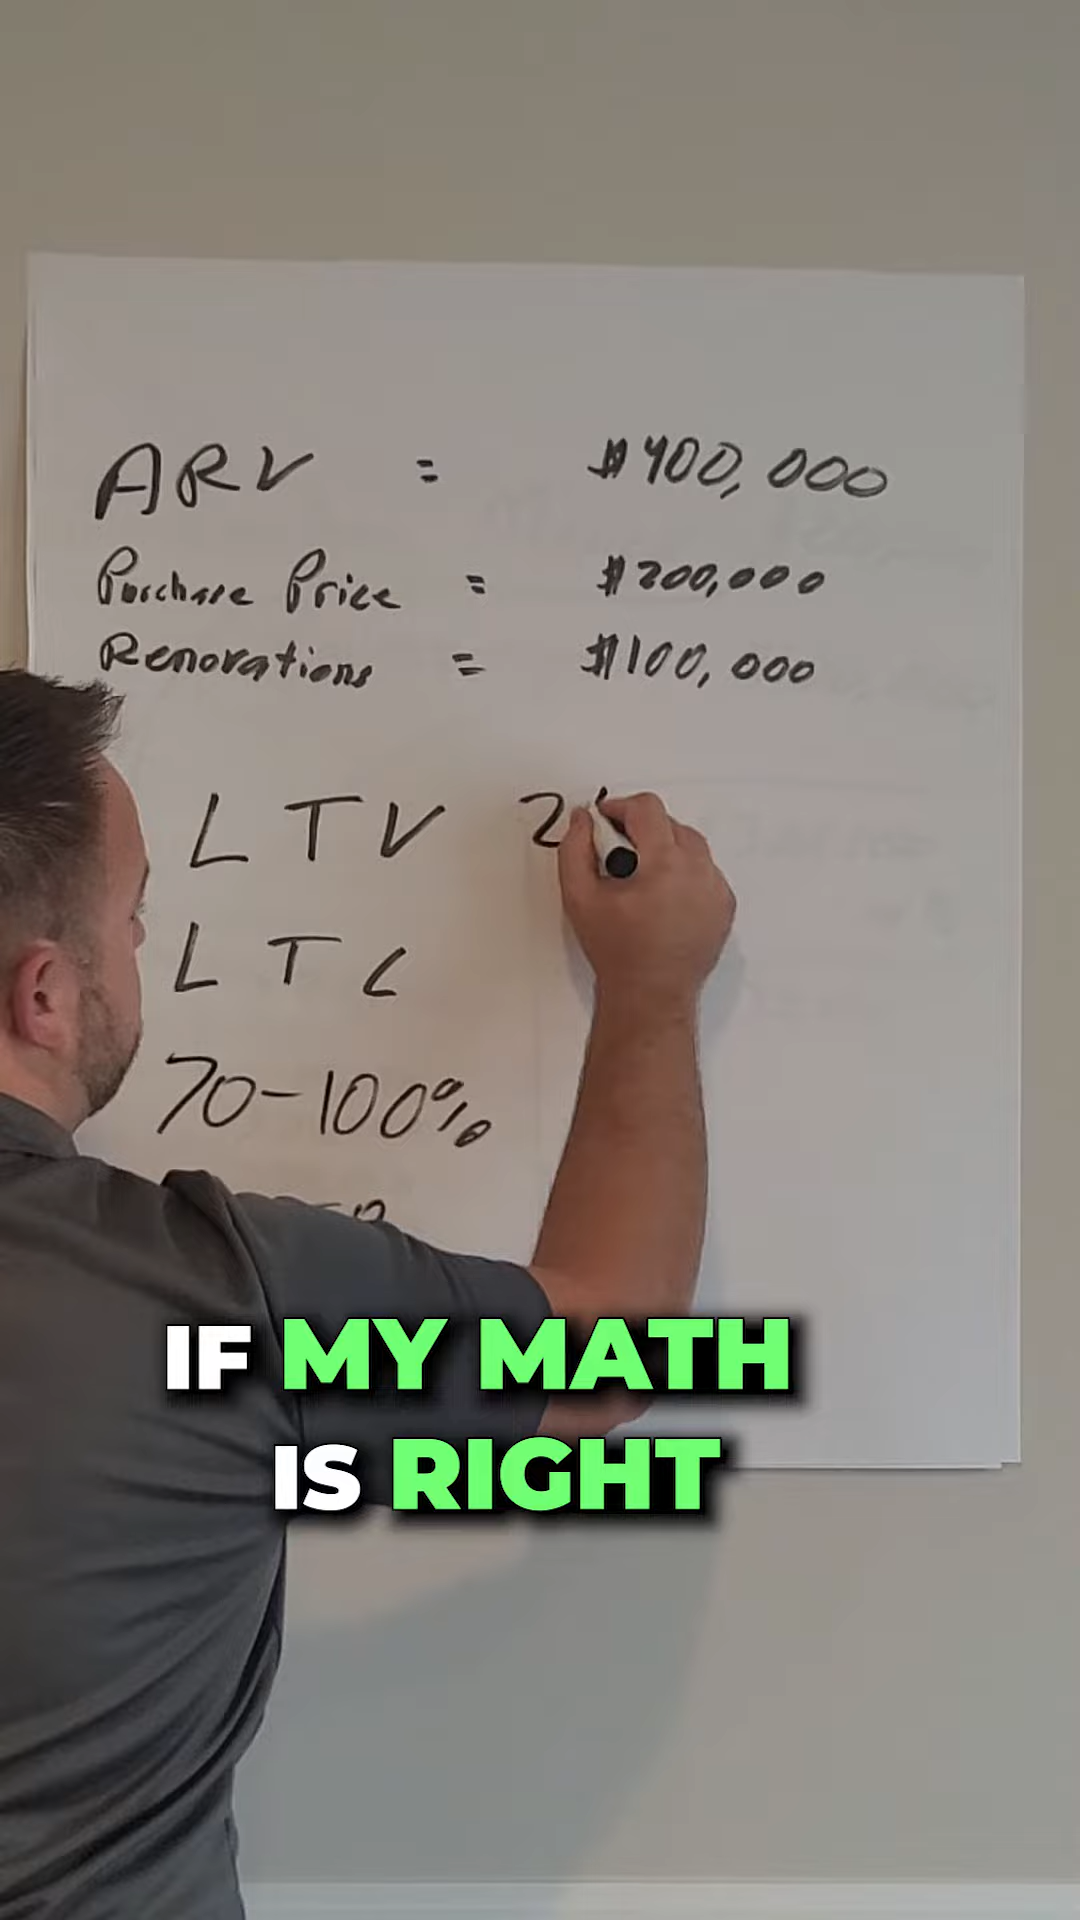 ARV = $400,000
Purchase Price = $200,000
Renovations = $100,000
LTV 2
LTC
70-100%
IF MY MATH
IS RIGHT